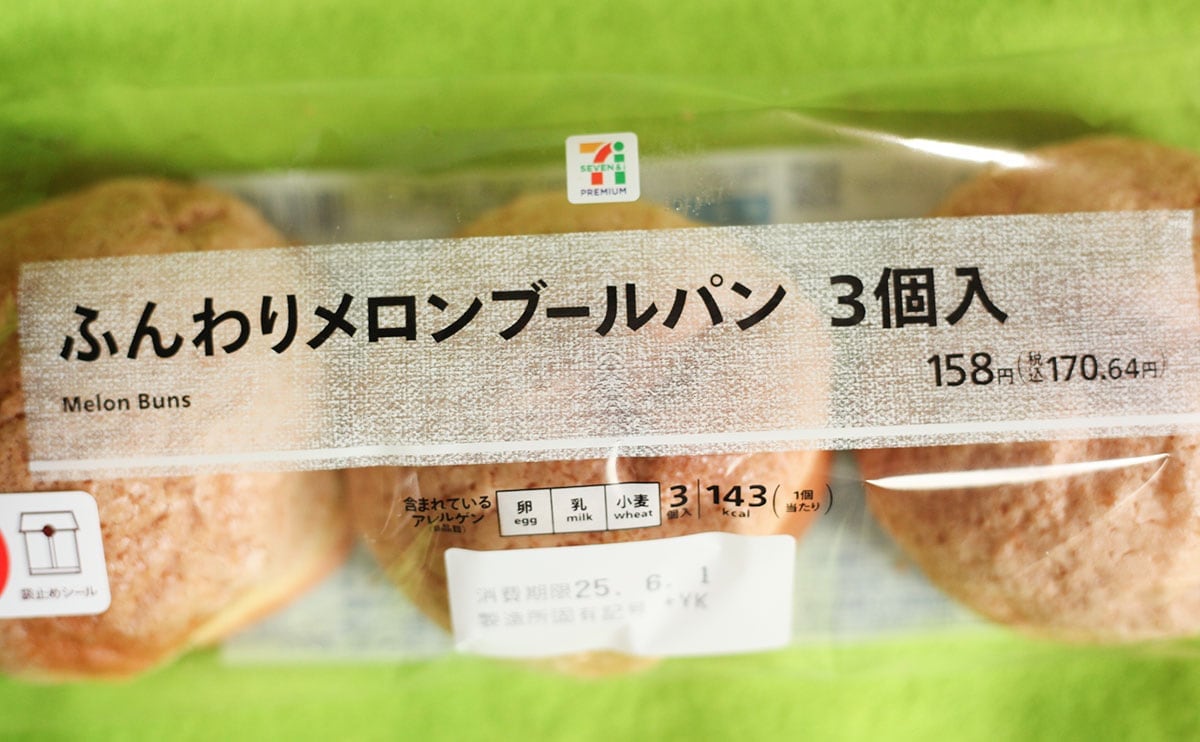 SEVEN&i
PREMIUM
ふんわりメロンブールパン 3個入
158円(税込170.64円)
Melon Buns
含まれている
アレルゲン
卵 乳 小麦
egg milk wheat
3個入 143kcal(1個当たり)
袋止めシール
消費期限25. 6. 1
製造所固有記号 +YK